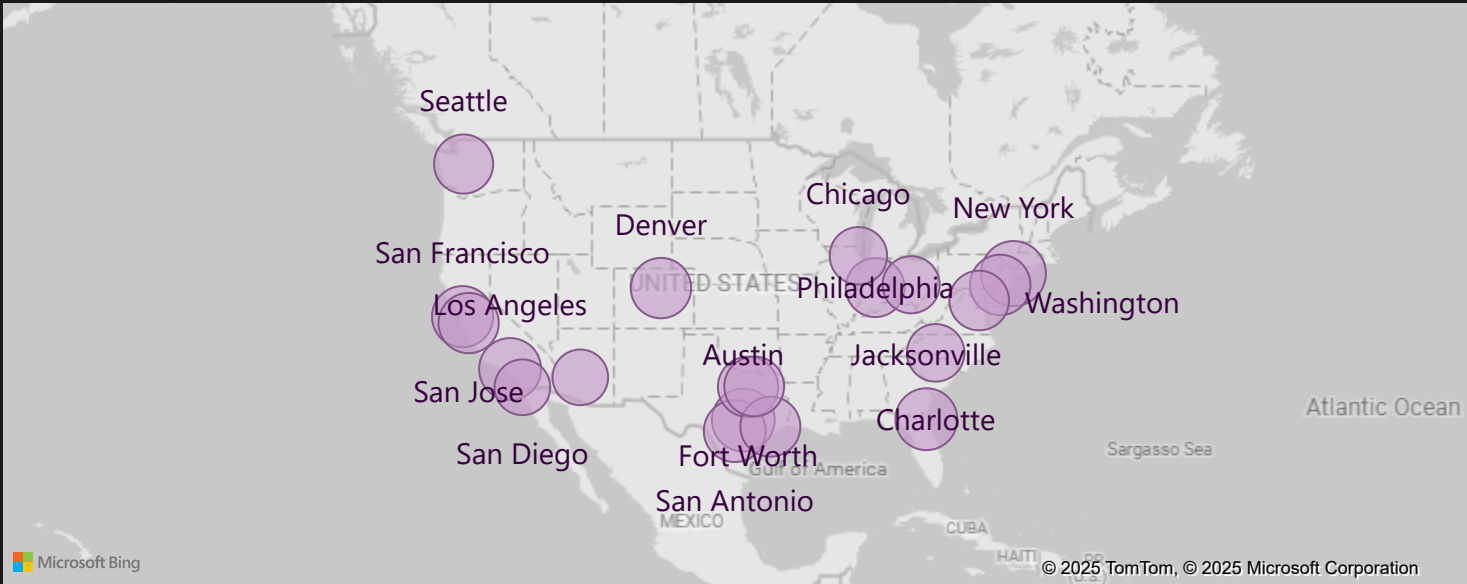 Seattle
Chicago
New York
Denver
San Francisco
UNITED STATES
Philadelphia
Los Angeles
Washington
Austin
Jacksonville
San Jose
Atlantic Ocean
Charlotte
Sargasso Sea
San Diego
Fort Worth
Gulf of America
San Antonio
MEXICO
CUBA
HAITI
DR
Microsoft Bing
© 2025 TomTom, © 2025 Microsoft Corporation